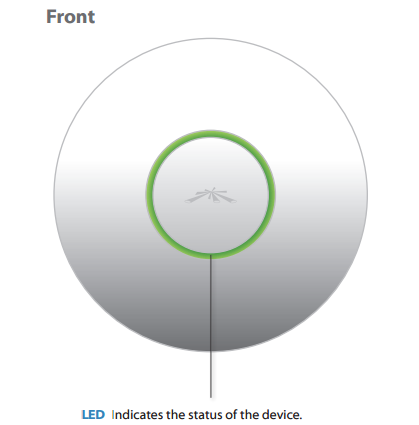 Front
LED Indicates the status of the device.